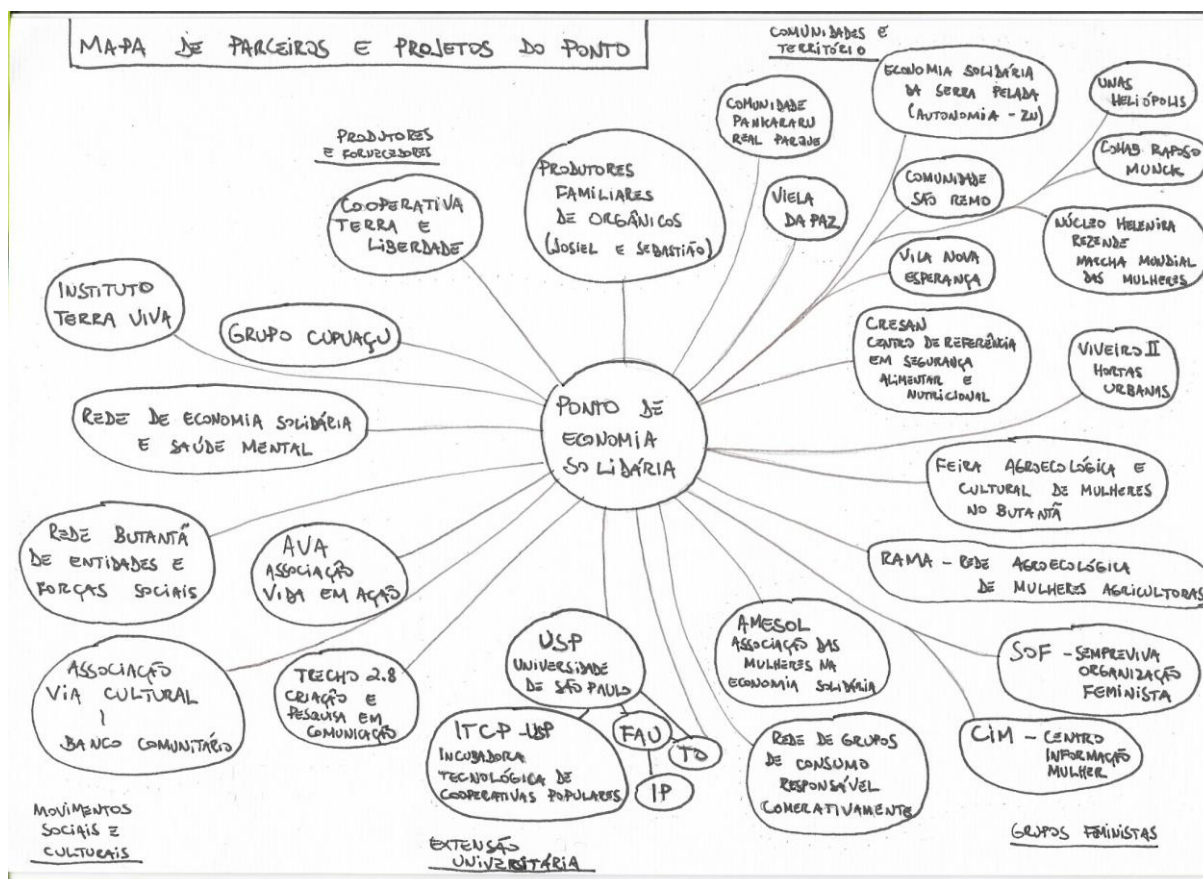 MAPA DE PARCEIROS E PROJETOS DO PONTO
COMUNIDADES E
TERRITÓRIO
PRODUTORES
E FORNECEDORES
COOPERATIVA
TERRA E
LIBERDADE
PRODUTORES
FAMILIARES
DE ORGÂNICOS
(JOSIEL E SEBASTIÃO)
COMUNIDADE
PANKARARU
REAL PARQUE
VIELA
DA PAZ
ECONOMIA SOLIDÁRIA
DA SERRA PELADA
(AUTONOMIA - ZN)
UNAS
HELIÓPOLIS
COHAB RAPOSO
MUNCK
COMUNIDADE
SÃO REMO
NÚCLEO HELENIRA
REZENDE
MARCHA MONDIAL
DAS MULHERES
VILA NOVA
ESPERANÇA
INSTITUTO
TERRA VIVA
GRUPO CUPUAÇU
CRESAN
CENTRO DE REFERÊNCIA
EM SEGURANÇA
ALIMENTAR E
NUTRICIONAL
VIVEIRO II
HORTAS
URBANAS
REDE DE ECONOMIA SOLIDÁRIA
E SAÚDE MENTAL
PONTO DE
ECONOMIA
SOLIDÁRIA
FEIRA AGROECOLÓGICA E
CULTURAL DE MULHERES
NO BUTANTÃ
REDE BUTANTÃ
DE ENTIDADES E
FORÇAS SOCIAIS
AVA
ASSOCIAÇÃO
VIDA EM AÇÃO
RAMA - REDE AGROECOLÓGICA
DE MULHERES AGRICULTORAS
ASSOCIAÇÃO
VIA CULTURAL
BANCO COMUNITÁRIO
TRECHO 2.8
CRIAÇÃO E
PESQUISA EM
COMUNICAÇÃO
USP
UNIVERSIDADE
DE SÃO PAULO
ITCP - USP
INCUBADORA
TECNOLÓGICA DE
COOPERATIVAS POPULARES
FAU
TO
IP
AMESOL
ASSOCIAÇÃO DAS
MULHERES NA
ECONOMIA SOLIDÁRIA
REDE DE GRUPOS
DE CONSUMO
RESPONSÁVEL
COMERATIVAMENTE
SOF - SEMPREVIVA
ORGANIZAÇÃO
FEMINISTA
CIM - CENTRO
INFORMAÇÃO
MULHER
MOVIMENTOS
SOCIAIS E
CULTURAIS
EXTENSÃO
UNIVERSITÁRIA
GRUPOS FEMINISTAS